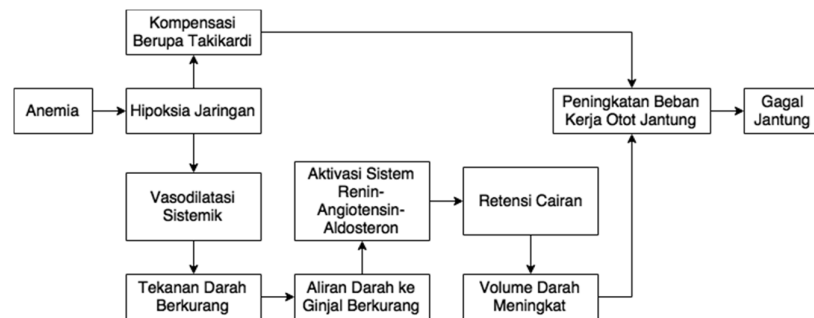 Kompensasi
Berupa Takikardi
Anemia
Hipoksia Jaringan
Peningkatan Beban
Kerja Otot Jantung
Gagal
Jantung
Vasodilatasi
Sistemik
Aktivasi Sistem
Renin-
Angiotensin-
Aldosteron
Retensi Cairan
Tekanan Darah
Berkurang
Aliran Darah ke
Ginjal Berkurang
Volume Darah
Meningkat